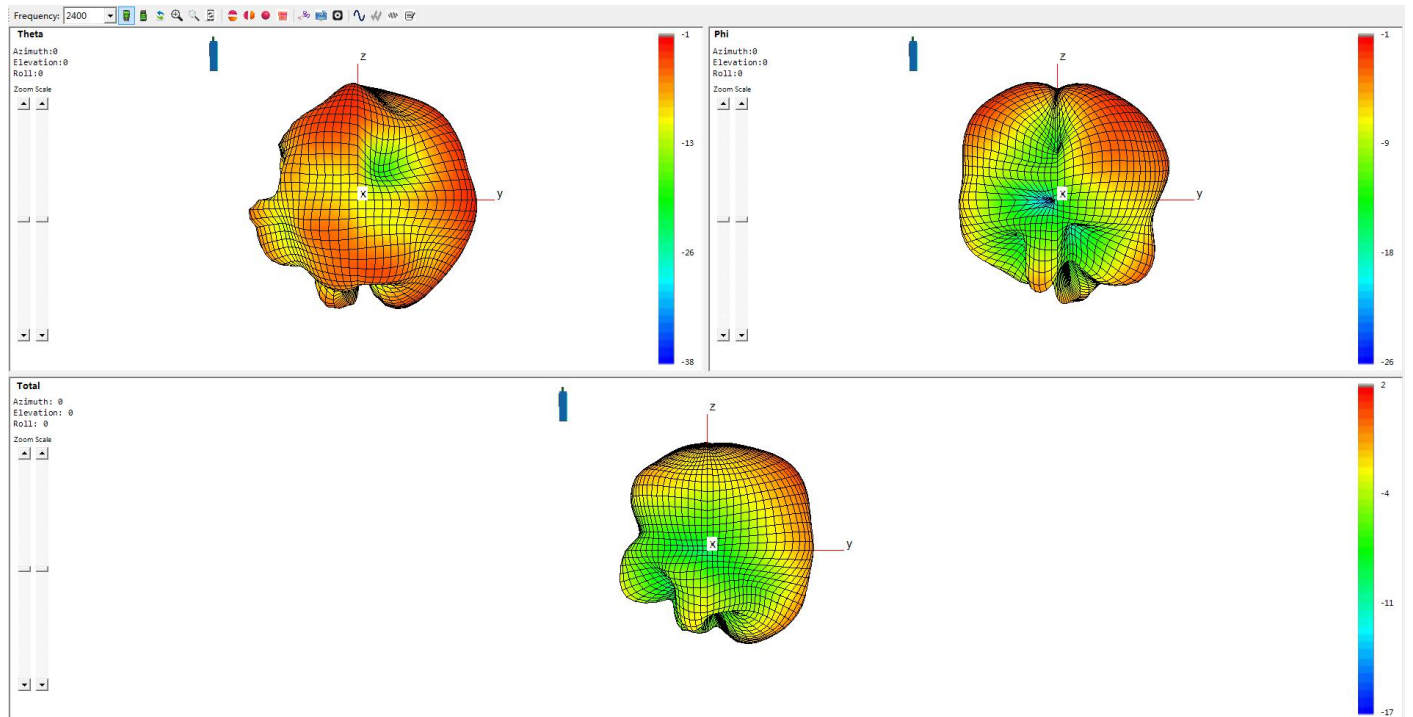 Frequency: 2400
Theta
Azimuth:0
Elevation:0
Roll:0
Zoom Scale
z
x
y
-1
-13
-26
-38
Phi
Azimuth:0
Elevation:0
Roll:0
Zoom Scale
z
x
y
-1
-9
-18
-26
Total
Azimuth: 0
Elevation: 0
Roll: 0
Zoom Scale
z
x
y
2
-4
-11
-17